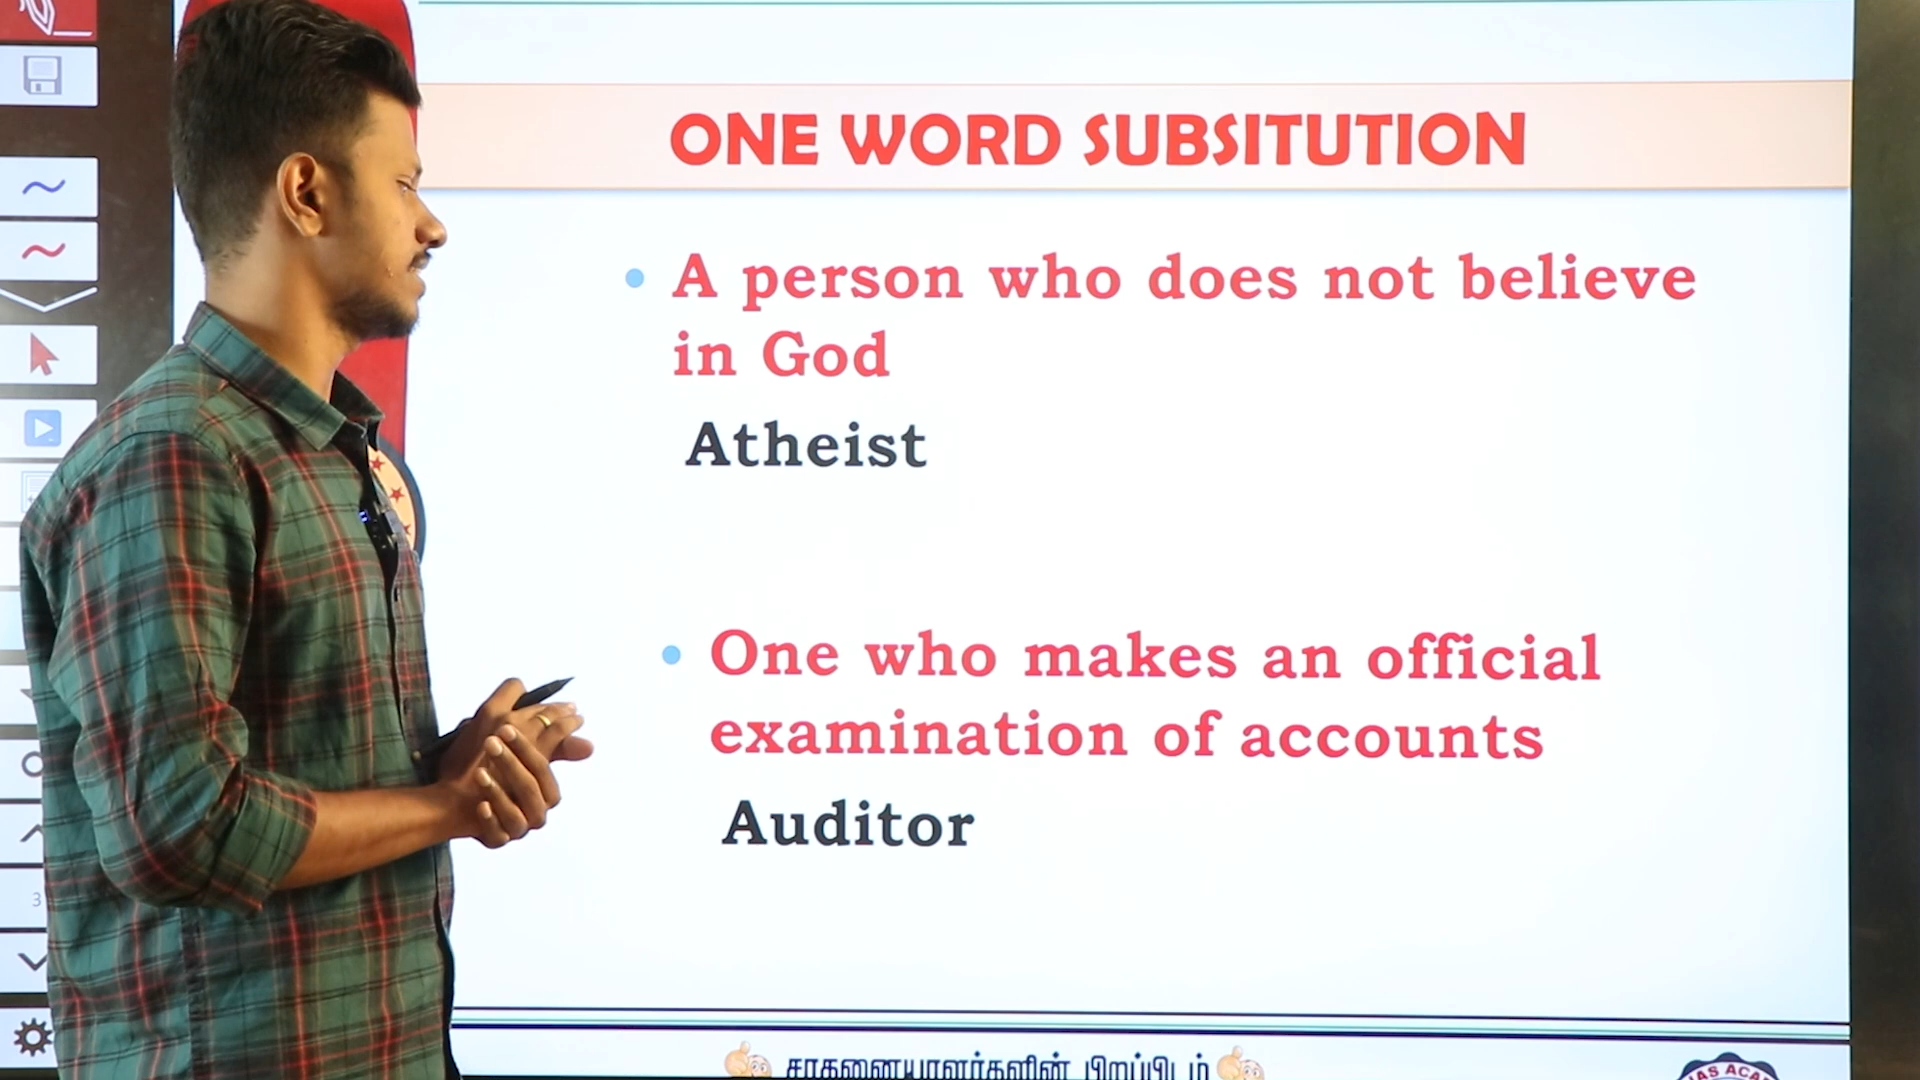 ONE WORD SUBSITUTION
A person who does not believe
in God
Atheist
One who makes an official
examination of accounts
Auditor
3
சாதனையாளர்களின் பிறப்பிடம்